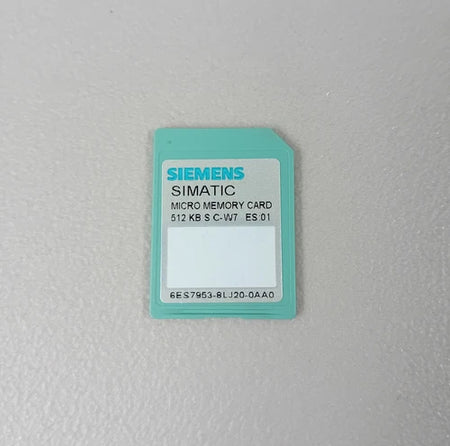 SIEMENS
SIMATIC
MICRO MEMORY CARD
512 KB S C-W7 ES:01
6ES7953-8LJ20-0AA0